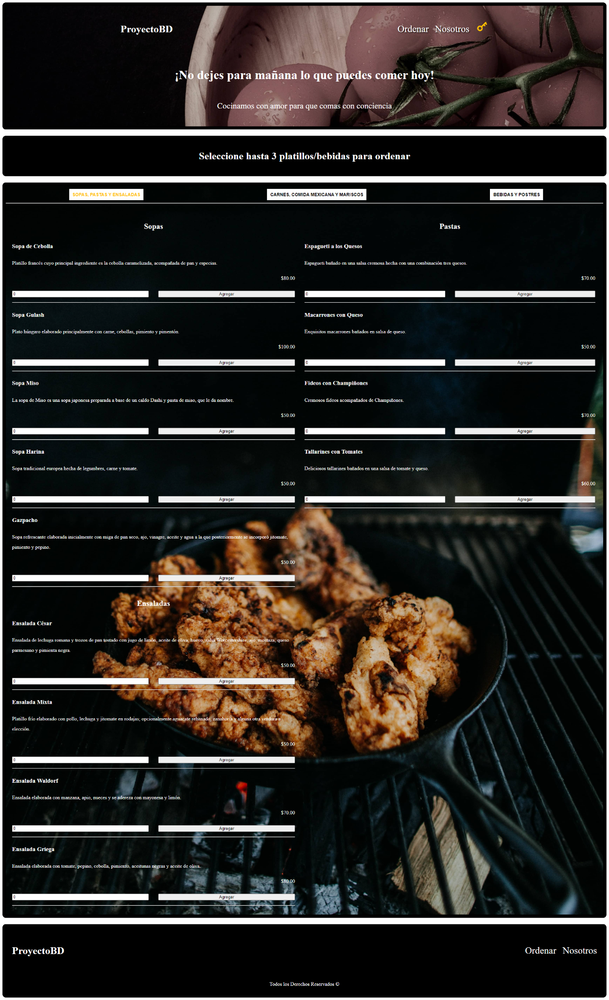 ProyectoBD
Ordenar Nosotros
¡No dejes para mañana lo que puedes comer hoy!
Cocinamos con amor para que comas con conciencia
Seleccione hasta 3 platillos/bebidas para ordenar
SOPAS, PASTAS Y ENSALADAS
CARNES, COMIDA MEXICANA Y MARISCOS
BEBIDAS Y POSTRES
Sopas
Sopa de Cebolla
Platillo francés cuyo principal ingrediente es la cebolla caramelizada, acompañada de pan y especias.
$80.00
0
Agregar
Sopa Gulash
Plato húngaro elaborado principalmente con carne, cebollas, pimiento y pimentón.
$100.00
0
Agregar
Sopa Miso
La sopa de Miso es una sopa japonesa preparada a base de un caldo Dashi y pasta de miso, que le da nombre.
$50.00
0
Agregar
Sopa Harina
Sopa tradicional europea hecha de legumbres, carne y tomate.
$50.00
0
Agregar
Gazpacho
Sopa refrescante elaborada inicialmente con miga de pan seco, ajo, vinagre, aceite y agua a la que posteriormente se incorporó jitomate,
pimiento y pepino.
$50.00
0
Agregar
Ensaladas
Ensalada César
Ensalada de lechuga romana y trozos de pan tostado con jugo de limón, aceite de oliva, huevo, salsa Worcestershire, ajo, mostaza, queso
parmesano y pimienta negra.
$50.00
0
Agregar
Ensalada Mixta
Platillo frío elaborado con pollo, lechuga y jitomate en rodajas; opcionalmente aguacate rebanado, zanahoria y alguna otra verdura a
elección.
$50.00
0
Agregar
Ensalada Waldorf
Ensalada elaborada con manzana, apio, nueces y se adereza con mayonesa y limón.
$70.00
0
Agregar
Ensalada Griega
Ensalada elaborada con tomate, pepino, cebolla, pimiento, aceitunas negras y aceite de oliva.
$80.00
0
Agregar
Pastas
Espagueti a los Quesos
Espagueti bañado en una salsa cremosa hecha con una combinación tres quesos.
$70.00
0
Agregar
Macarrones con Queso
Exquisitos macarrones bañados en salsa de queso.
$50.00
0
Agregar
Fideos con Champiñones
Cremosos fideos acompañados de Champiñones.
$70.00
0
Agregar
Tallarines con Tomates
Deliciosos tallarines bañados en una salsa de tomate y queso.
$60.00
0
Agregar
ProyectoBD
Ordenar Nosotros
Todos los Derechos Reservados ©